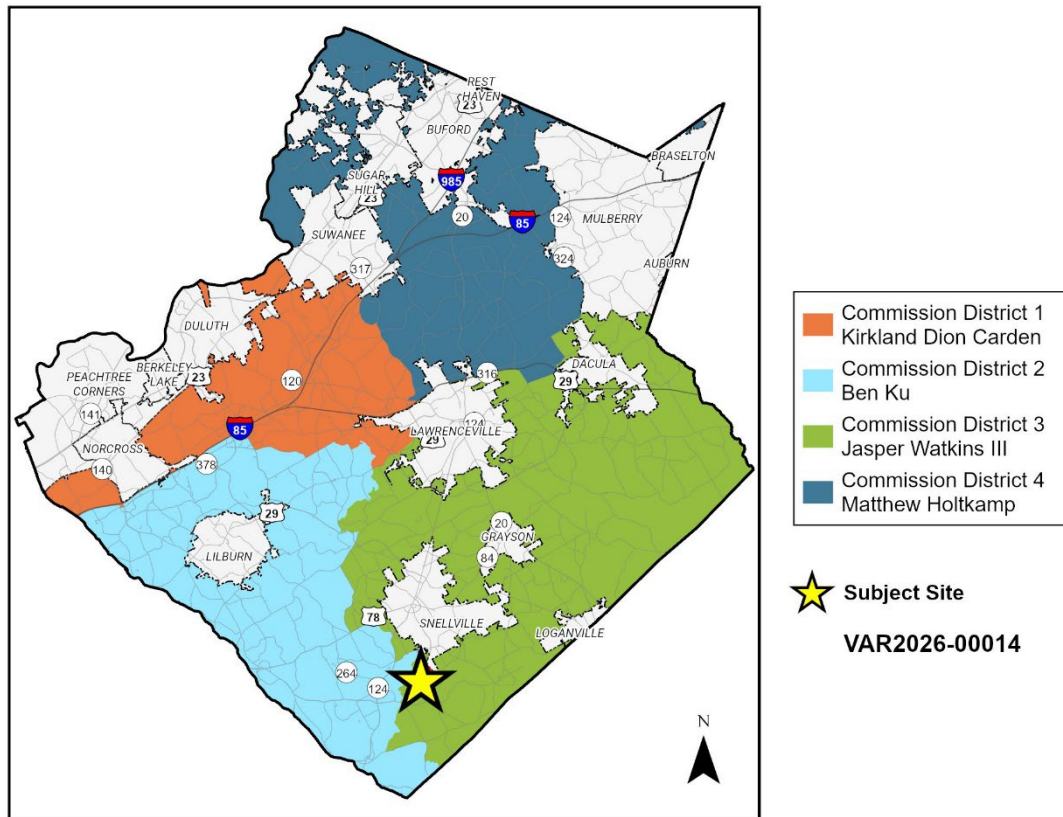 REST
HAVEN
23
BUFORD
BRASELTON
SUGAR
HILL
985
23
20
85
124
MULBERRY
SUWANEE
317
324
AUBURN
DULUTH
BERKELEY
LAKE
23
PEACHTREE
CORNERS
120
316
DACULA
29
141
85
124
LAWRENCEVILLE
29
NORCROSS
140
378
29
20
GRAYSON
84
LILBURN
78
SNELLVILLE
LOGANVILLE
264
124
N
Commission District 1
Kirkland Dion Carden
Commission District 2
Ben Ku
Commission District 3
Jasper Watkins III
Commission District 4
Matthew Holtkamp
Subject Site
VAR2026-00014